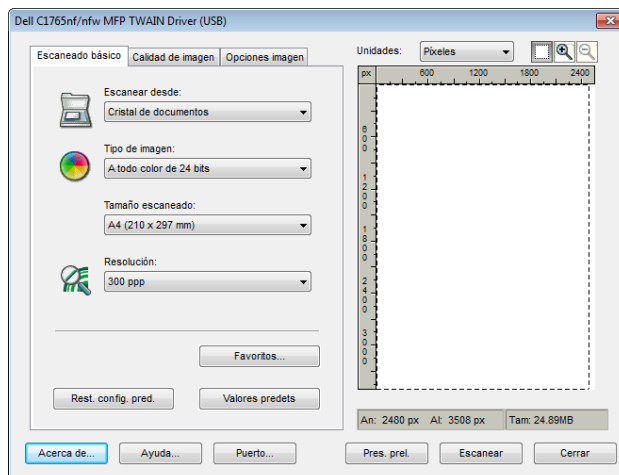 Dell C1765nf/nfw MFP TWAIN Driver (USB)
Escaneado básico
Calidad de imagen
Opciones imagen
Escanear desde:
Cristal de documentos
Tipo de imagen:
A todo color de 24 bits
Tamaño escaneado:
A4 (210 x 297 mm)
Resolución:
300 ppp
Favoritos...
Rest. config. pred.
Valores predets
Unidades:
Píxeles
px
600 1200 1800 2400
600
1200
1800
2400
3000
An: 2480 px Al: 3508 px
Tam: 24.89MB
Acerca de...
Ayuda...
Puerto...
Pres. prel.
Escanear
Cerrar